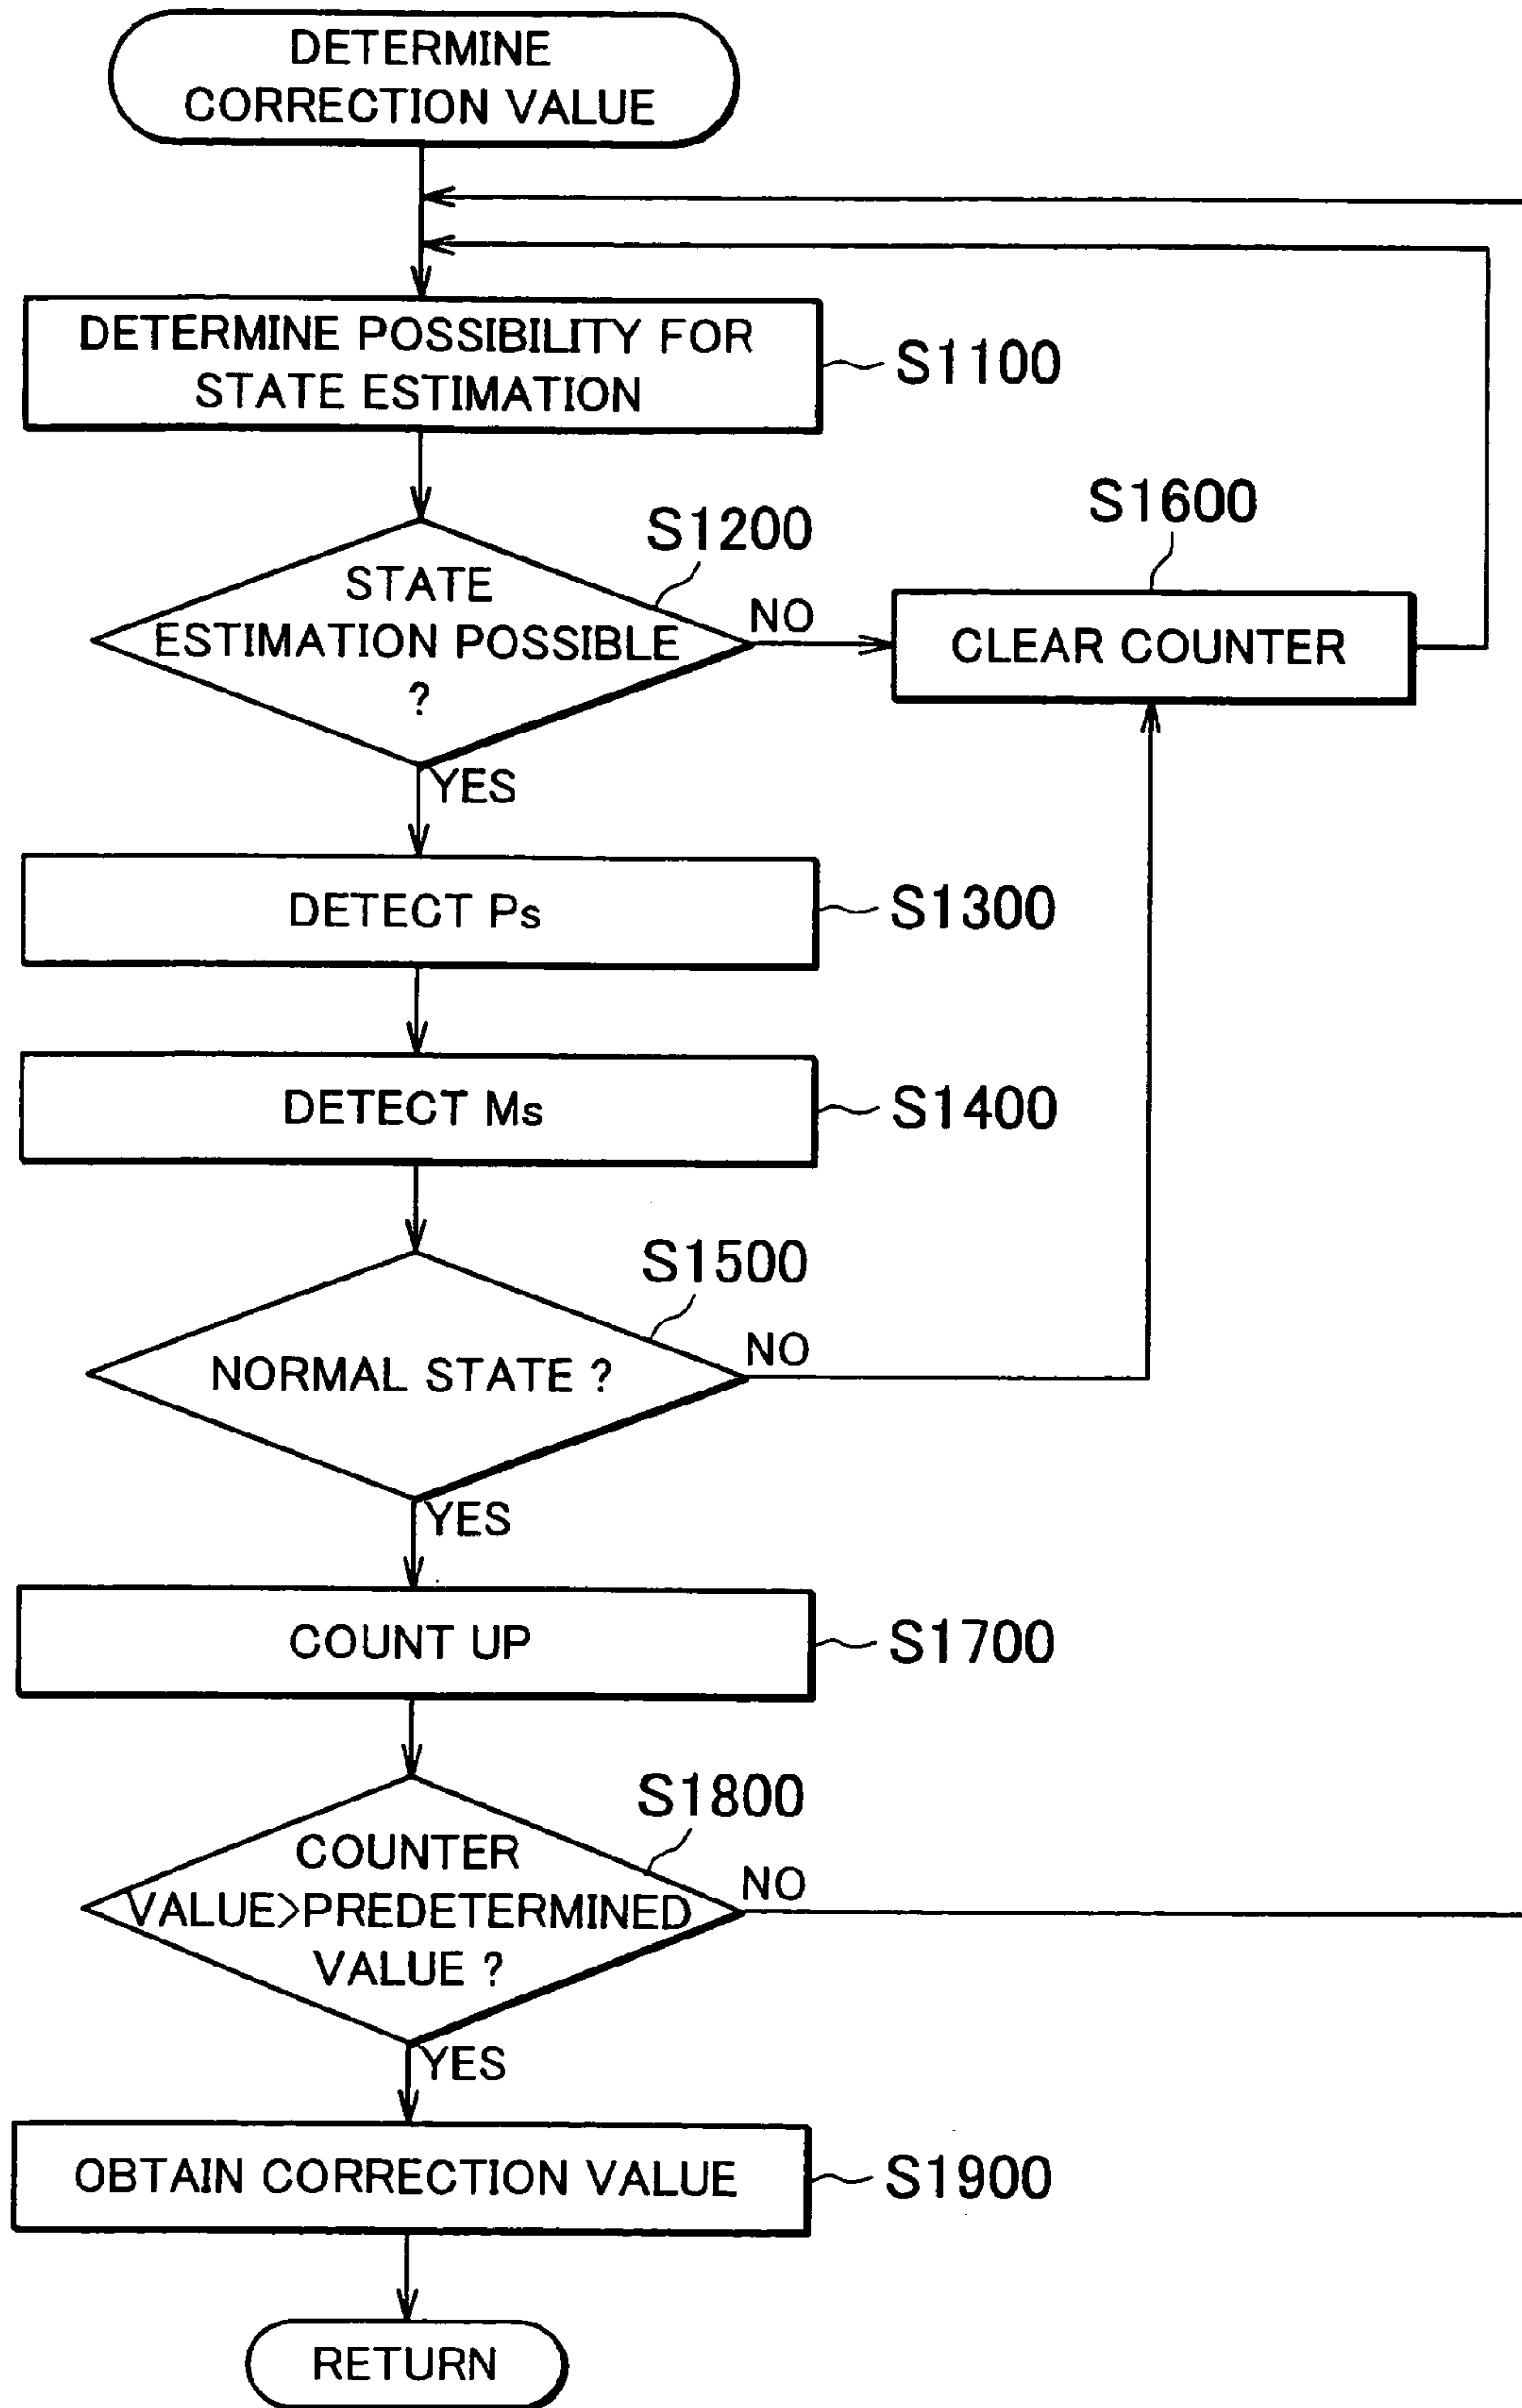 DETERMINE
CORRECTION VALUE
DETERMINE POSSIBILITY FOR
STATE ESTIMATION
S1100
S1200
STATE
ESTIMATION POSSIBLE
?
NO
S1600
CLEAR COUNTER
YES
DETECT Ps
S1300
DETECT Ms
S1400
S1500
NORMAL STATE ?
NO
YES
COUNT UP
S1700
S1800
COUNTER
VALUE>PREDETERMINED
VALUE ?
NO
YES
OBTAIN CORRECTION VALUE
S1900
RETURN